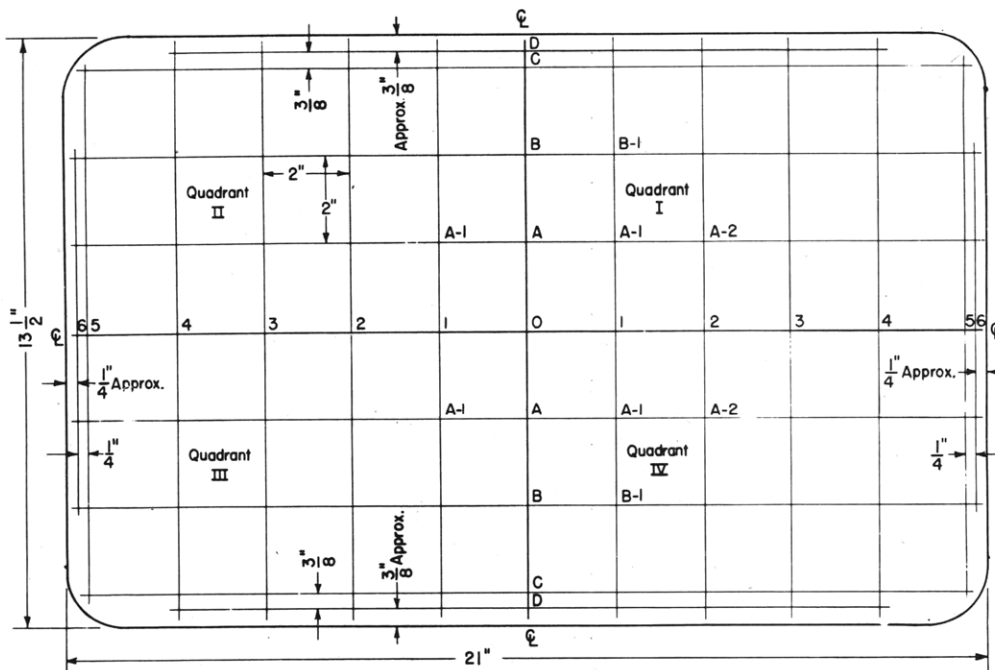 ℄
D
C
3/8"
3/8" Approx.
B B-1
2"
2"
Quadrant
II
Quadrant
I
A-1 A A-1 A-2
13 1/2"
℄ 6 5 4 3 2 1 0 1 2 3 4 5 6 ℄
1/4" Approx.
1/4" Approx.
A-1 A A-1 A-2
1/4"
Quadrant
III
Quadrant
IV
1/4"
B B-1
3/8"
3/8" Approx.
C
D
℄
21"